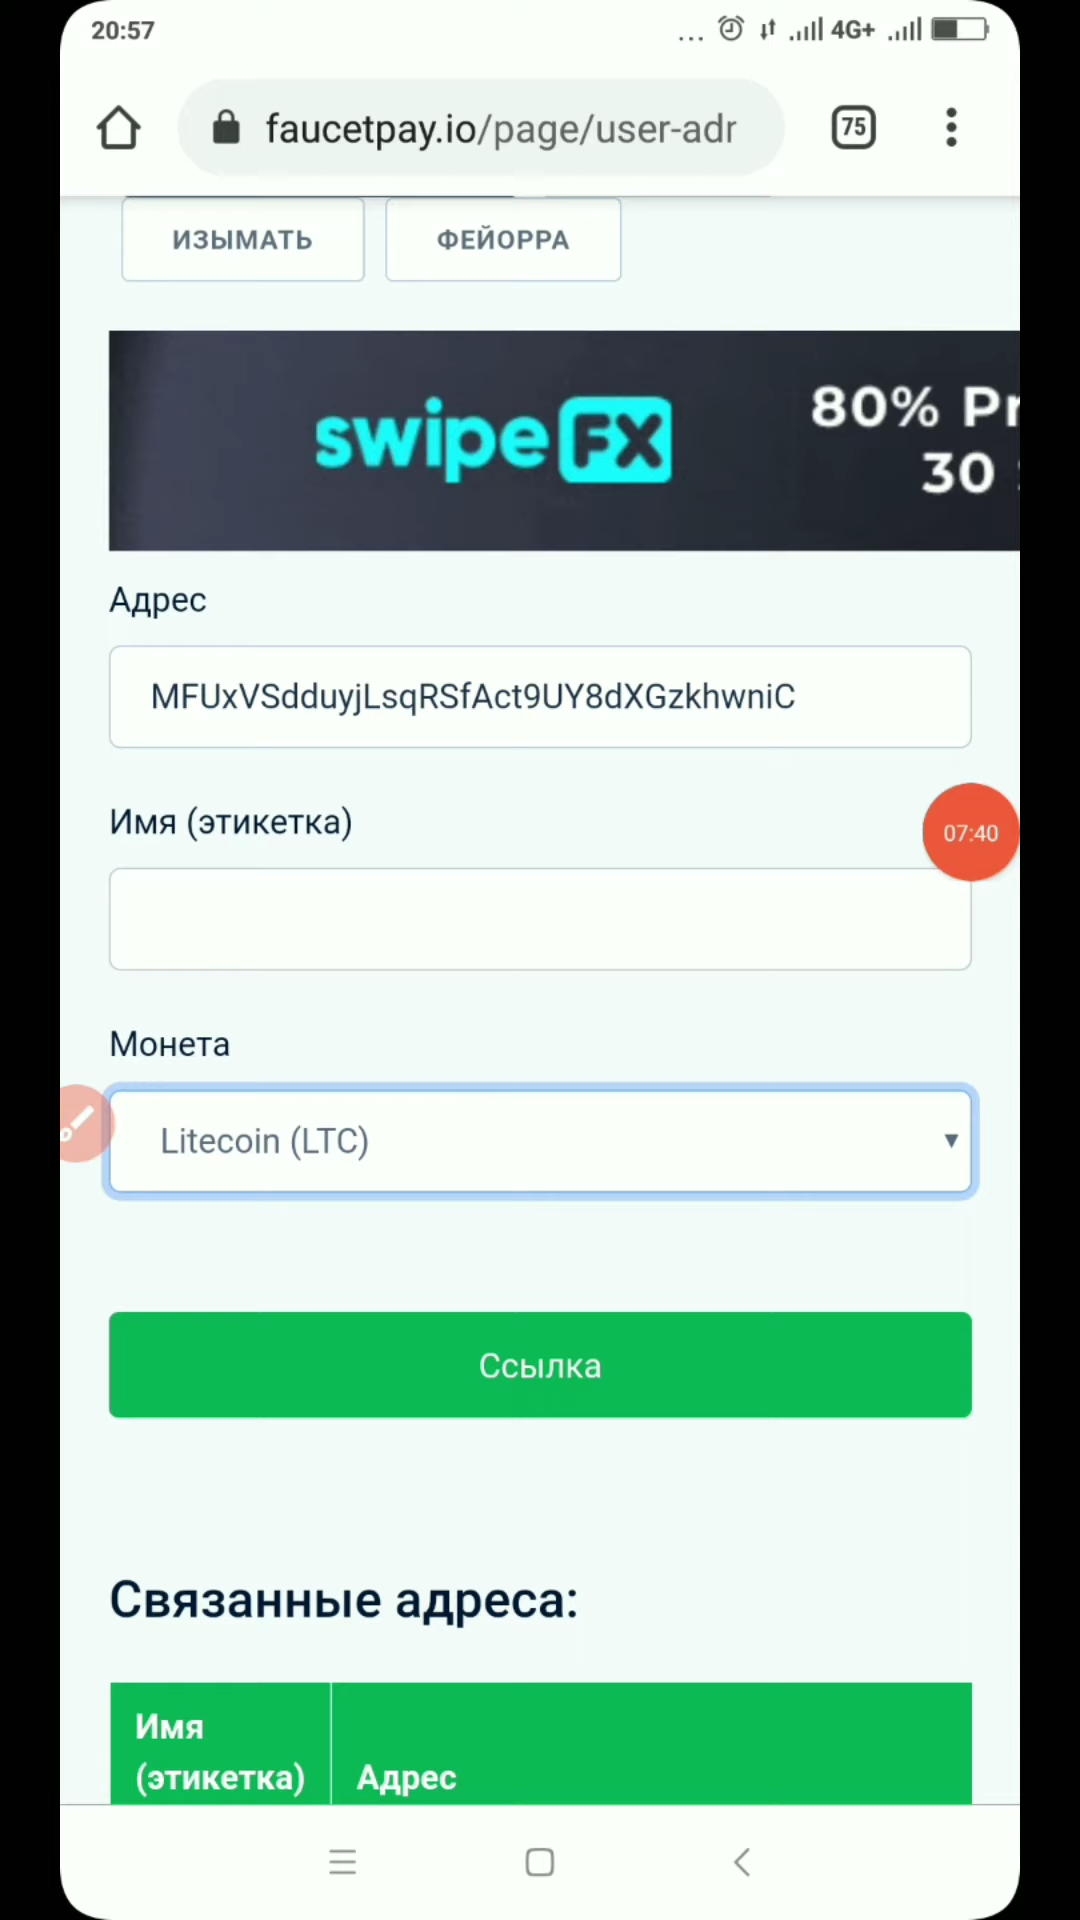 20:57
... 4G+
faucetpay.io/page/user-adr
75
ИЗЫМАТЬ
ФЕЙОРРА
swipe FX
80% Pr
30
Адрес
MFUxVSdduyjLsqRSfAct9UY8dXGzkhwniC
Имя (этикетка)
07:40
Монета
Litecoin (LTC)
Ссылка
Связанные адреса:
Имя
(этикетка)
Адрес